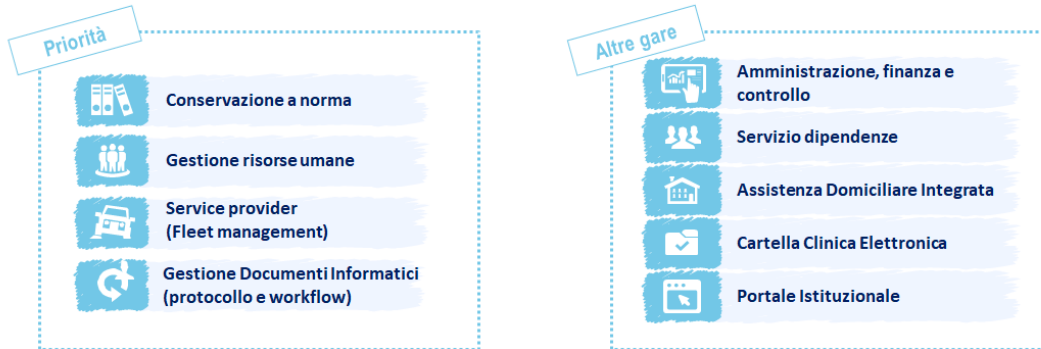 Priorità
Conservazione a norma
Gestione risorse umane
Service provider
(Fleet management)
Gestione Documenti Informatici
(protocollo e workflow)
Altre gare
Amministrazione, finanza e
controllo
Servizio dipendenze
Assistenza Domiciliare Integrata
Cartella Clinica Elettronica
Portale Istituzionale